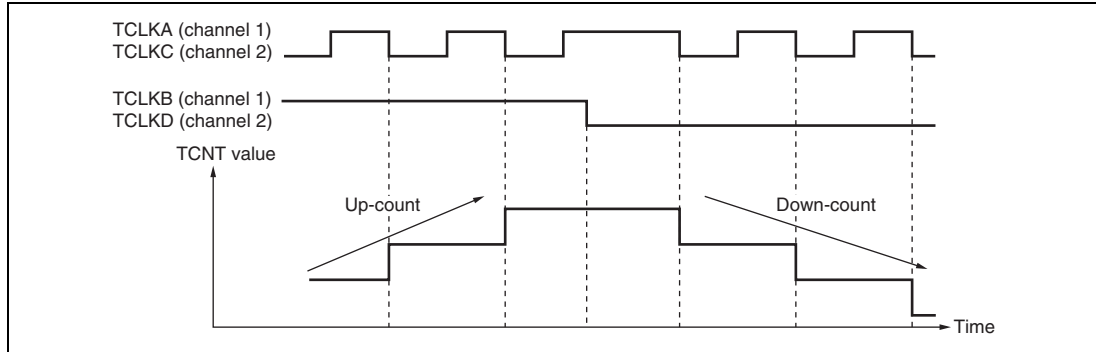 TCLKA (channel 1)
TCLKC (channel 2)
TCLKB (channel 1)
TCLKD (channel 2)
TCNT value
Up-count
Down-count
Time